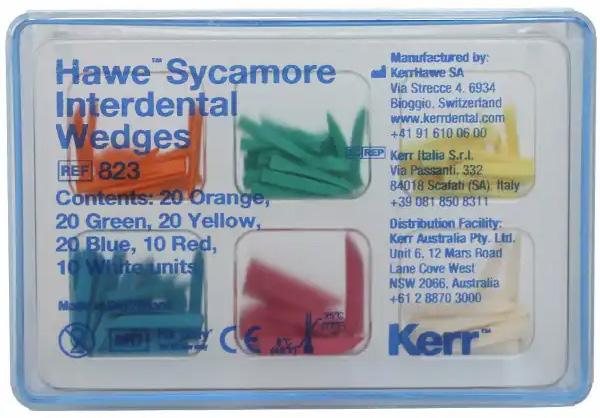 Hawe™ Sycamore
Interdental
Wedges
REF 823
Contents: 20 Orange,
20 Green, 20 Yellow,
20 Blue, 10 Red,
10 White units
CE
Manufactured by:
KerrHawe SA
Via Strecce 4, 6934
Bioggio, Switzerland
www.kerrdental.com
+41 91 610 06 00
EC REP
Kerr Italia S.r.l.
Via Passanti, 332
84018 Scafati (SA), Italy
+39 081 850 8311
Distribution Facility:
Kerr Australia Pty. Ltd.
Unit 6, 12 Mars Road
Lane Cove West
NSW 2066, Australia
+61 2 8870 3000
Kerr™